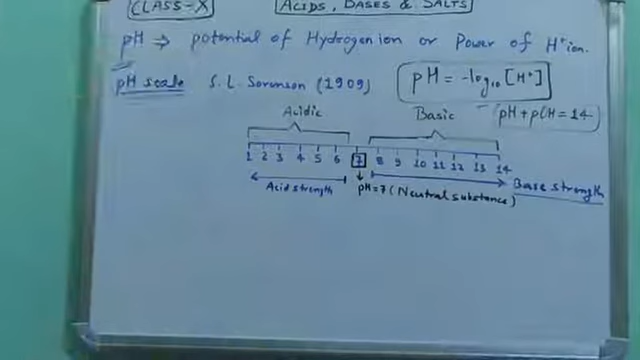 CLASS-X
ACIDS, BASES & SALTS
pH ⇒ potential of Hydrogenion or Power of H⁺ion.
pH scale S. L. Sorenson (1909) pH = -log₁₀ [H⁺]
pH + pOH = 14
Acidic Basic
1 2 3 4 5 6 7 8 9 10 11 12 13 14
Acid strength Base strength
pH=7 (Neutral substance)